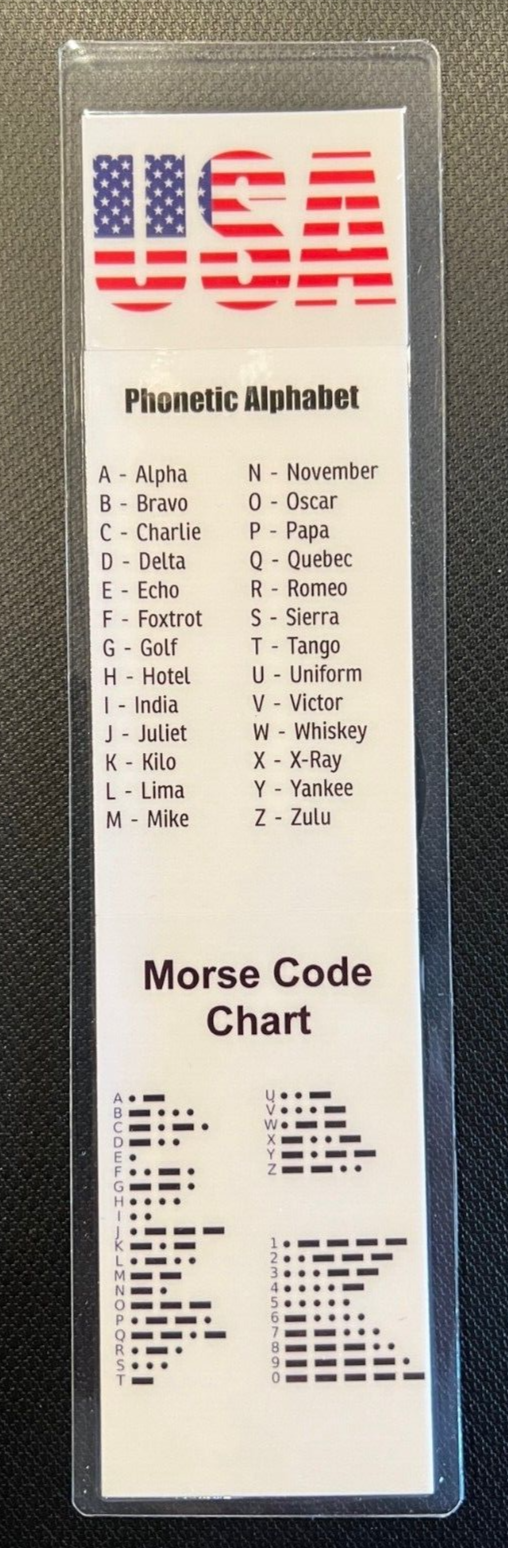 USA
Phonetic Alphabet
A - Alpha
B - Bravo
C - Charlie
D - Delta
E - Echo
F - Foxtrot
G - Golf
H - Hotel
I - India
J - Juliet
K - Kilo
L - Lima
M - Mike
N - November
O - Oscar
P - Papa
Q - Quebec
R - Romeo
S - Sierra
T - Tango
U - Uniform
V - Victor
W - Whiskey
X - X-Ray
Y - Yankee
Z - Zulu
Morse Code
Chart
A • —
B — • • •
C — • — •
D — • •
E •
F • • — •
G — — •
H • • • •
I • •
J • — — —
K — • —
L • — • •
M — —
N — •
O — — —
P • — — •
Q — — • —
R • — •
S • • •
T —
U • • —
V • • • —
W • — —
X — • • —
Y — • — —
Z — — • •
1 • — — — —
2 • • — — —
3 • • • — —
4 • • • • —
5 • • • • •
6 — • • • •
7 — — • • •
8 — — — • •
9 — — — — •
0 — — — — —